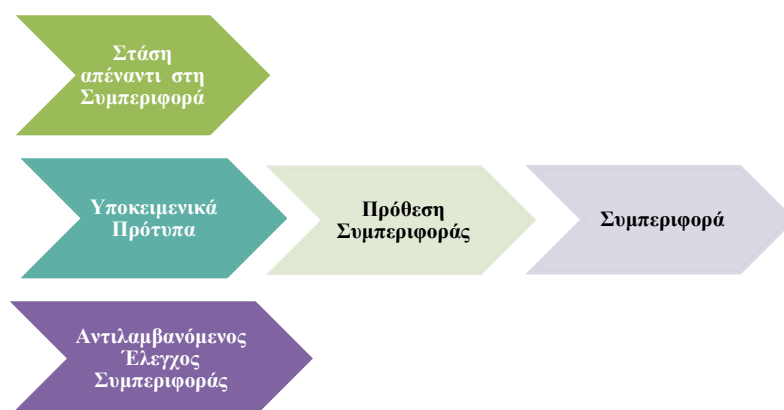 Στάση
απέναντι στη
Συμπεριφορά
Υποκειμενικά
Πρότυπα
Πρόθεση
Συμπεριφοράς
Συμπεριφορά
Αντιλαμβανόμενος
Έλεγχος
Συμπεριφοράς